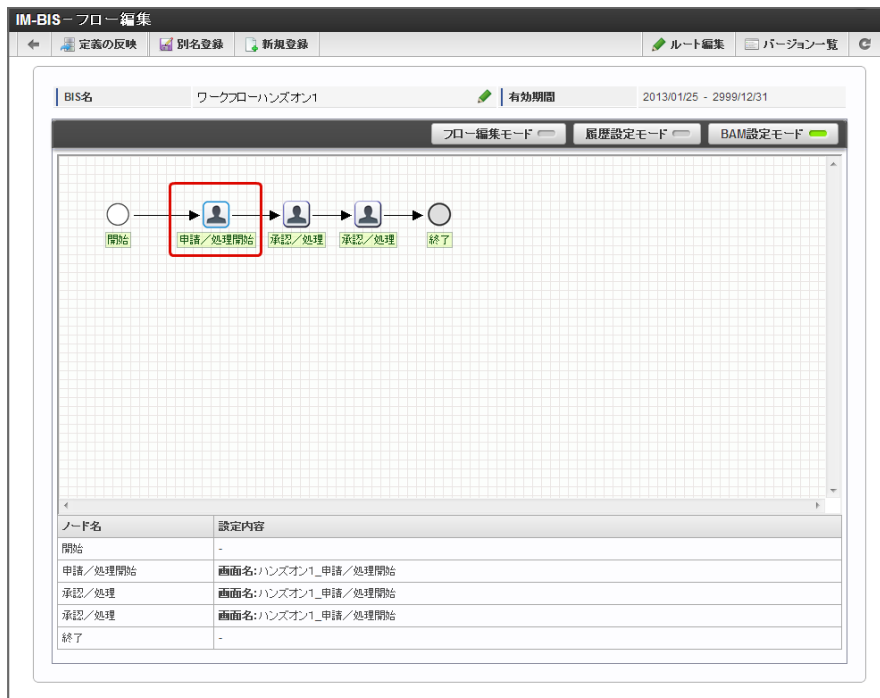 IM-BIS－フロー編集
定義の反映 別名登録 新規登録 ルート編集 バージョン一覧
BIS名 ワークフローハンズオン1 有効期間 2013/01/25 - 2999/12/31
フロー編集モード 履歴設定モード BAM設定モード
開始 申請／処理開始 承認／処理 承認／処理 終了
ノード名 設定内容
開始 -
申請／処理開始 画面名:ハンズオン1_申請／処理開始
承認／処理 画面名:ハンズオン1_申請／処理開始
承認／処理 画面名:ハンズオン1_申請／処理開始
終了 -